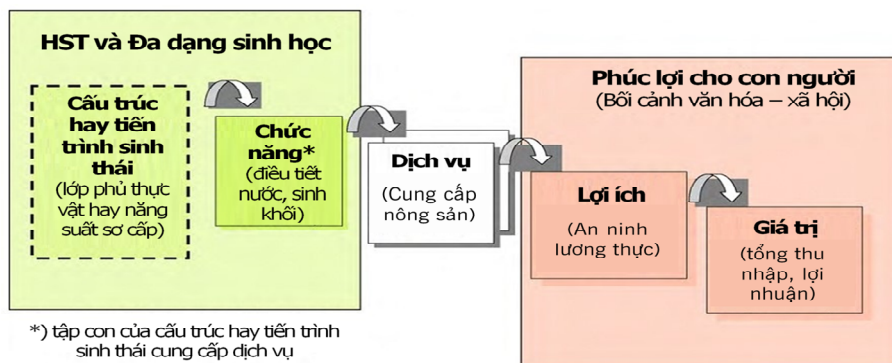 HST và Đa dạng sinh học
Cấu trúc
hay tiến
trình sinh
thái
(lớp phủ thực
vật hay năng
suất sơ cấp)
Chức
năng*
(điều tiết
nước, sinh
khối)
Dịch vụ
(Cung cấp
nông sản)
Phúc lợi cho con người
(Bối cảnh văn hóa – xã hội)
Lợi ích
(An ninh
lương thực)
Giá trị
(tổng thu
nhập, lợi
nhuận)
*) tập con của cấu trúc hay tiến trình
sinh thái cung cấp dịch vụ